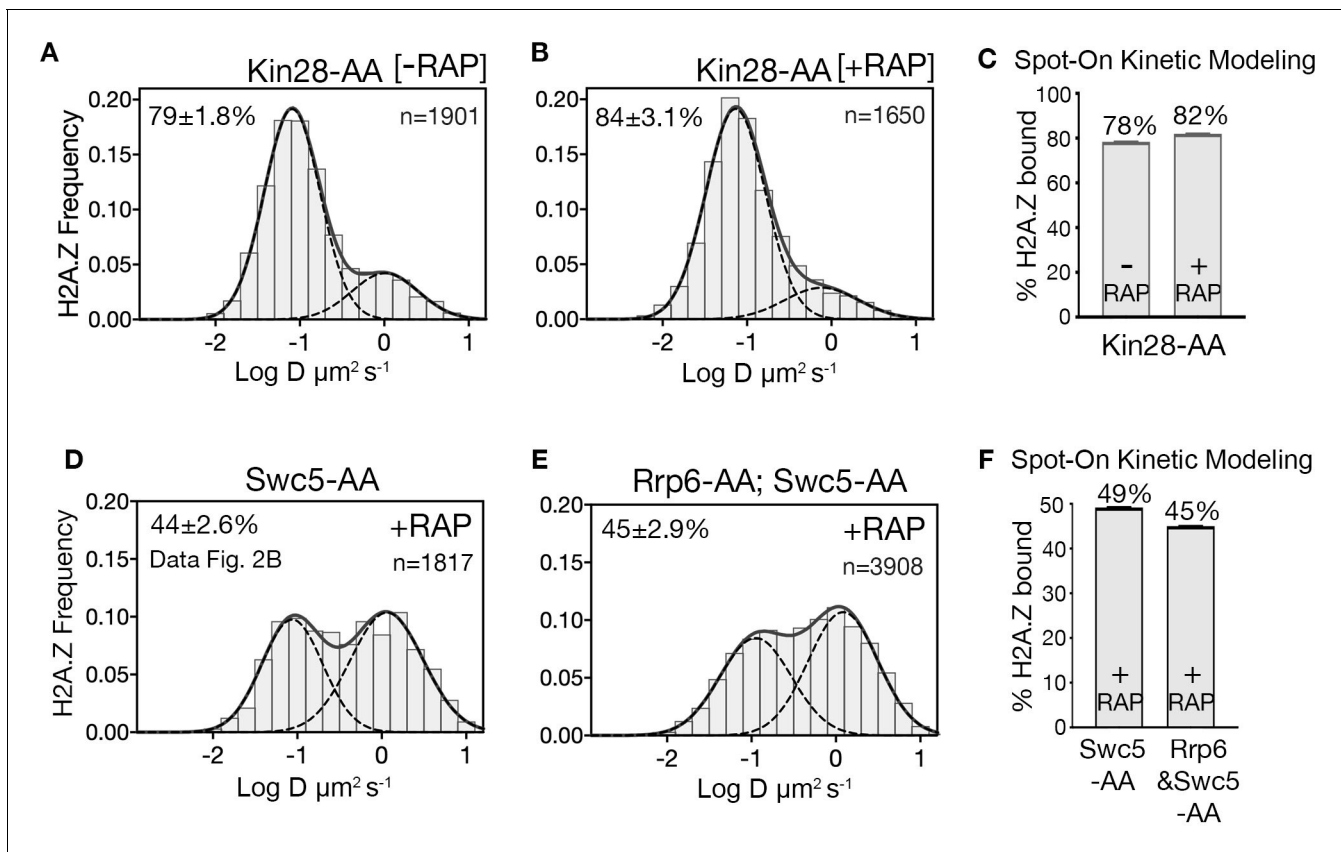 A
Kin28-AA [-RAP]
79±1.8%
n=1901
H2A.Z Frequency
0.20
0.15
0.10
0.05
0.00
-2 -1 0 1
Log D µm² s⁻¹
B
Kin28-AA [+RAP]
84±3.1%
n=1650
0.20
0.15
0.10
0.05
0.00
-2 -1 0 1
Log D µm² s⁻¹
C Spot-On Kinetic Modeling
% H2A.Z bound
100
80
60
40
20
0
78% 82%
- +
RAP RAP
Kin28-AA
D
Swc5-AA
44±2.6% +RAP
Data Fig. 2B n=1817
H2A.Z Frequency
0.20
0.15
0.10
0.05
0.00
-2 -1 0 1
Log D µm² s⁻¹
E
Rrp6-AA; Swc5-AA
45±2.9% +RAP
n=3908
0.20
0.15
0.10
0.05
0.00
-2 -1 0 1
Log D µm² s⁻¹
F Spot-On Kinetic Modeling
% H2A.Z bound
50
40
30
20
10
0
49% 45%
+ +
RAP RAP
Swc5 Rrp6
-AA &Swc5
-AA